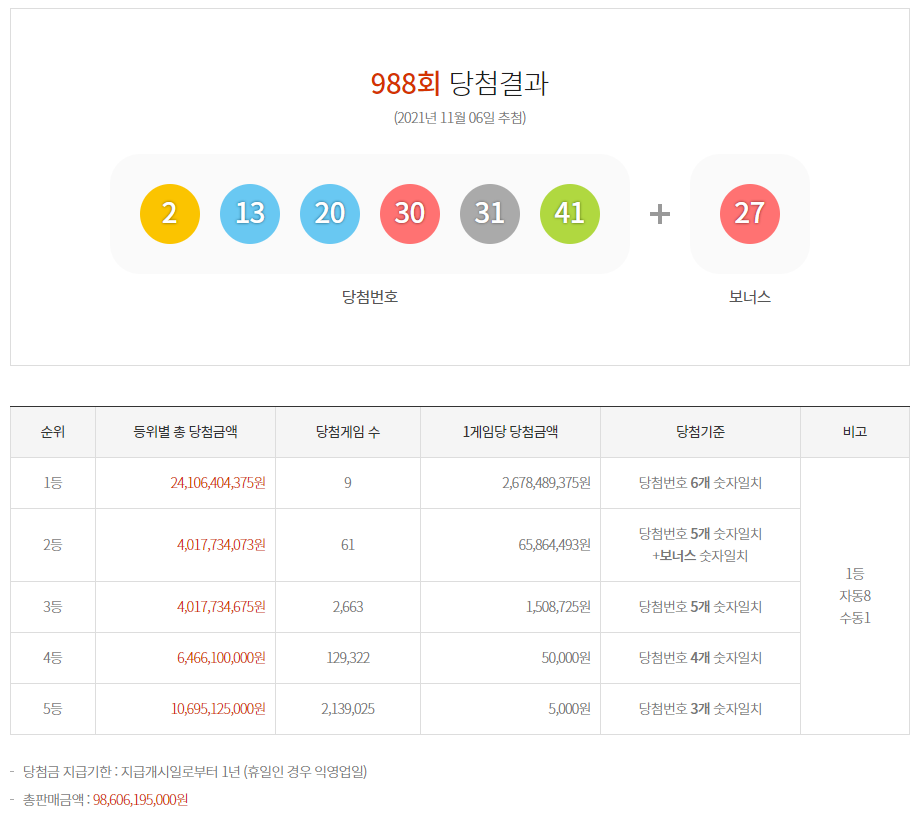 988회 당첨결과
(2021년 11월 06일 추첨)
2 13 20 30 31 41 + 27
당첨번호 보너스
순위 등위별 총 당첨금액 당첨게임 수 1게임당 당첨금액 당첨기준 비고
1등 24,106,404,375원 9 2,678,489,375원 당첨번호 6개 숫자일치
2등 4,017,734,073원 61 65,864,493원 당첨번호 5개 숫자일치
+보너스 숫자일치
3등 4,017,734,675원 2,663 1,508,725원 당첨번호 5개 숫자일치
4등 6,466,100,000원 129,322 50,000원 당첨번호 4개 숫자일치
5등 10,695,125,000원 2,139,025 5,000원 당첨번호 3개 숫자일치
1등
자동8
수동1
- 당첨금 지급기한 : 지급개시일로부터 1년 (휴일인 경우 익영업일)
- 총판매금액 : 98,606,195,000원